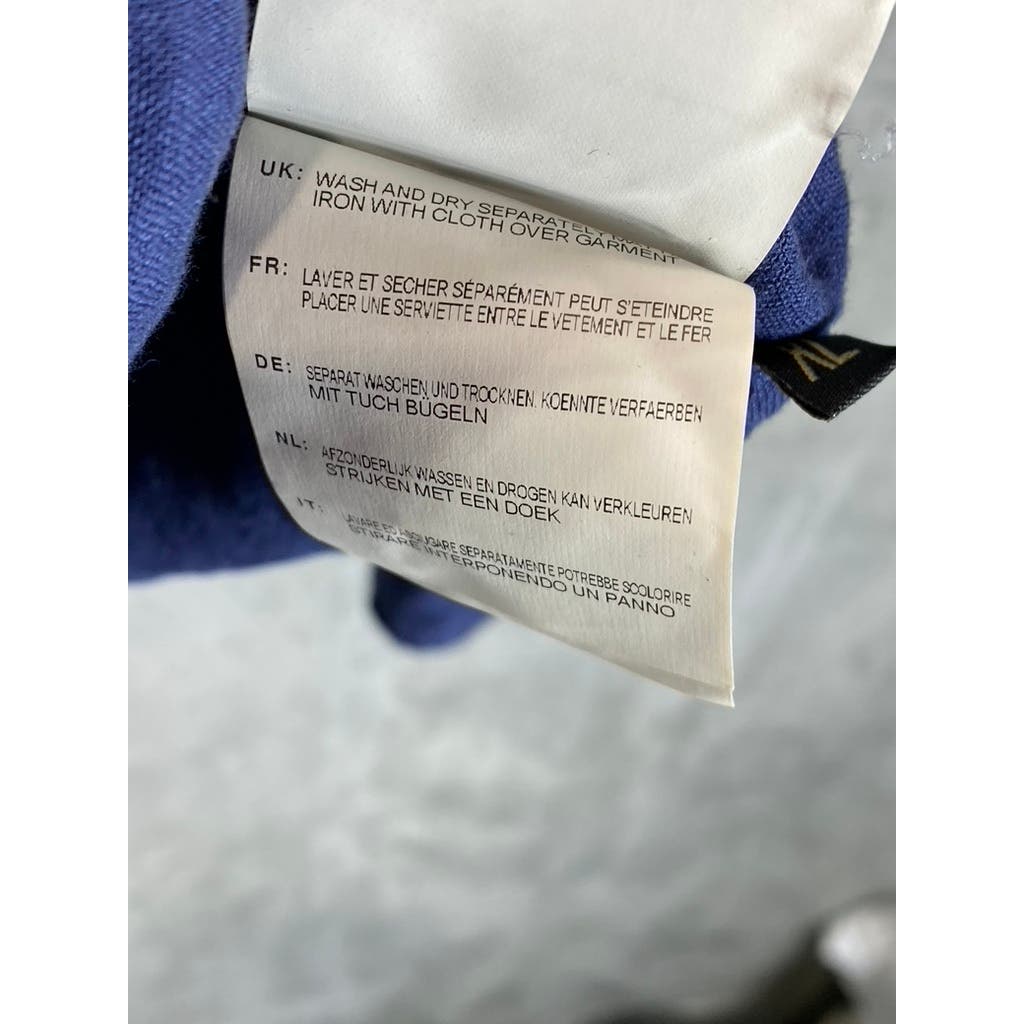 UK: WASH AND DRY SEPARATELY
IRON WITH CLOTH OVER GARMENT
FR: LAVER ET SECHER SÉPARÉMENT PEUT S'ETEINDRE
PLACER UNE SERVIETTE ENTRE LE VETEMENT ET LE FER
DE: SEPARAT WASCHEN UND TROCKNEN. KOENNTE VERFAERBEN
MIT TUCH BÜGELN
NL: AFZONDERLIJK WASSEN EN DROGEN KAN VERKLEUREN
STRIJKEN MET EEN DOEK
IT: LAVARE ED ASCIUGARE SEPARATAMENTE POTREBBE SCOLORIRE
STIRARE INTERPONENDO UN PANNO
XL